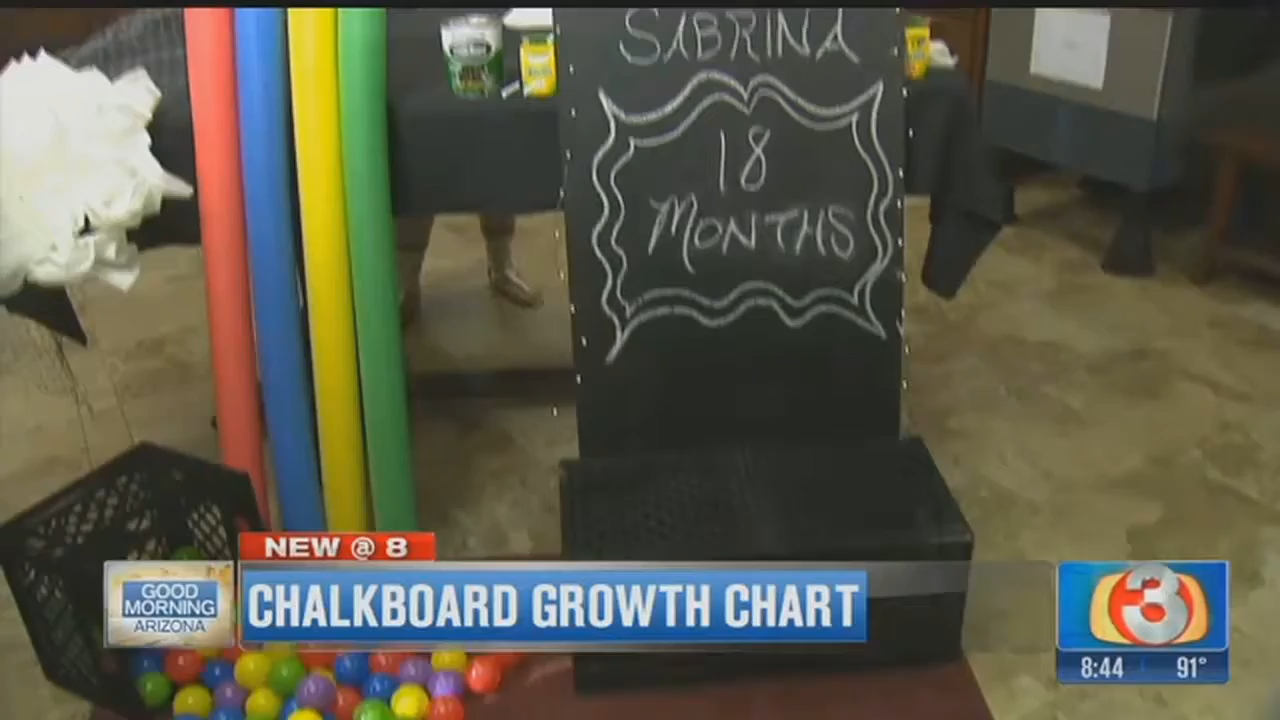 SABRINA
18
MONTHS
NEW @ 8
GOOD
MORNING
ARIZONA
CHALKBOARD GROWTH CHART
3
8:44 91°